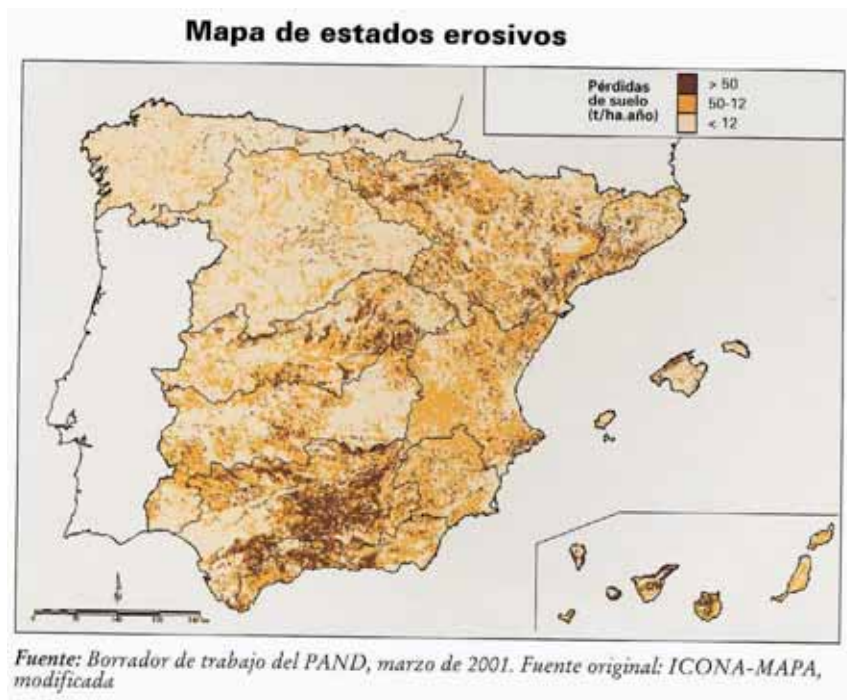 Mapa de estados erosivos
Pérdidas
de suelo
(t/ha.año)
> 50
50-12
< 12
Fuente: Borrador de trabajo del PAND, marzo de 2001. Fuente original: ICONA-MAPA,
modificada